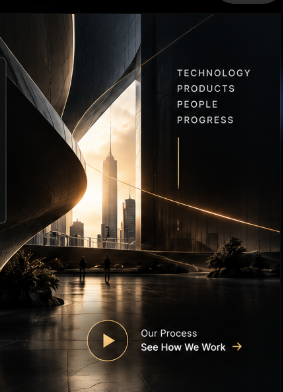 TECHNOLOGY
PRODUCTS
PEOPLE
PROGRESS
Our Process
See How We Work →